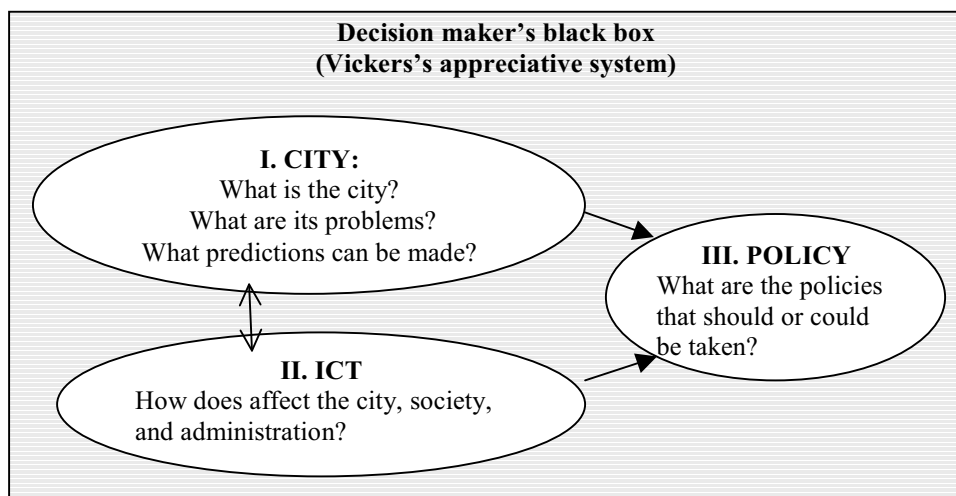 Decision maker’s black box
(Vickers’s appreciative system)
I. CITY:
What is the city?
What are its problems?
What predictions can be made?
III. POLICY
What are the policies
that should or could
be taken?
II. ICT
How does affect the city, society,
and administration?